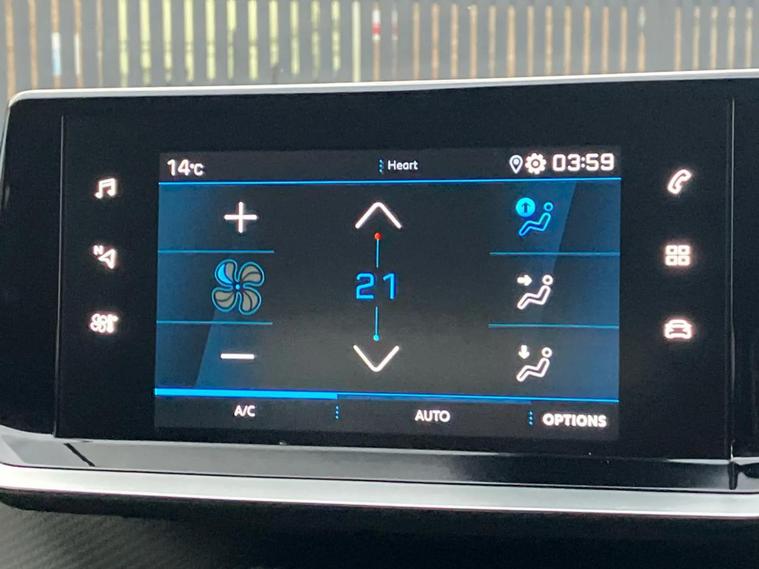 14°C
Heart
03:59
N
21
A/C
AUTO
OPTIONS